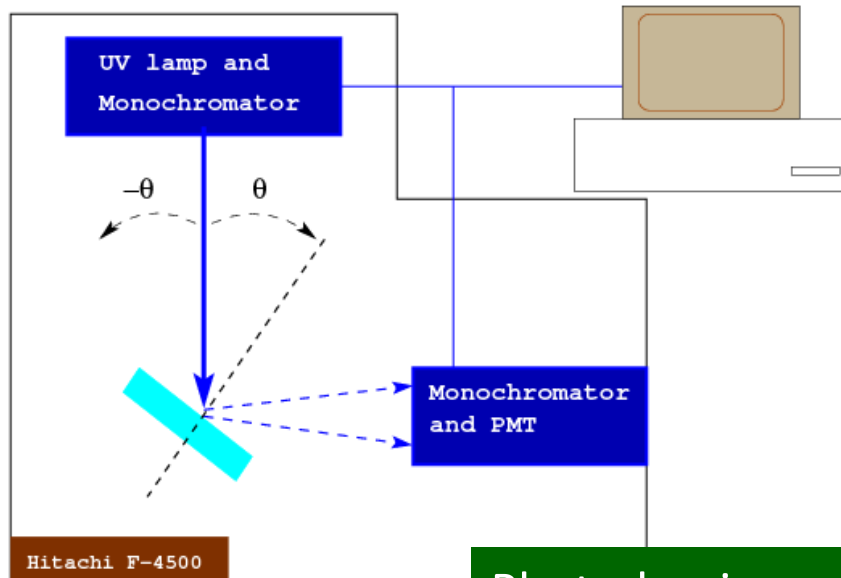 UV lamp and
Monochromator
−θ
θ
Monochromator
and PMT
Hitachi F-4500